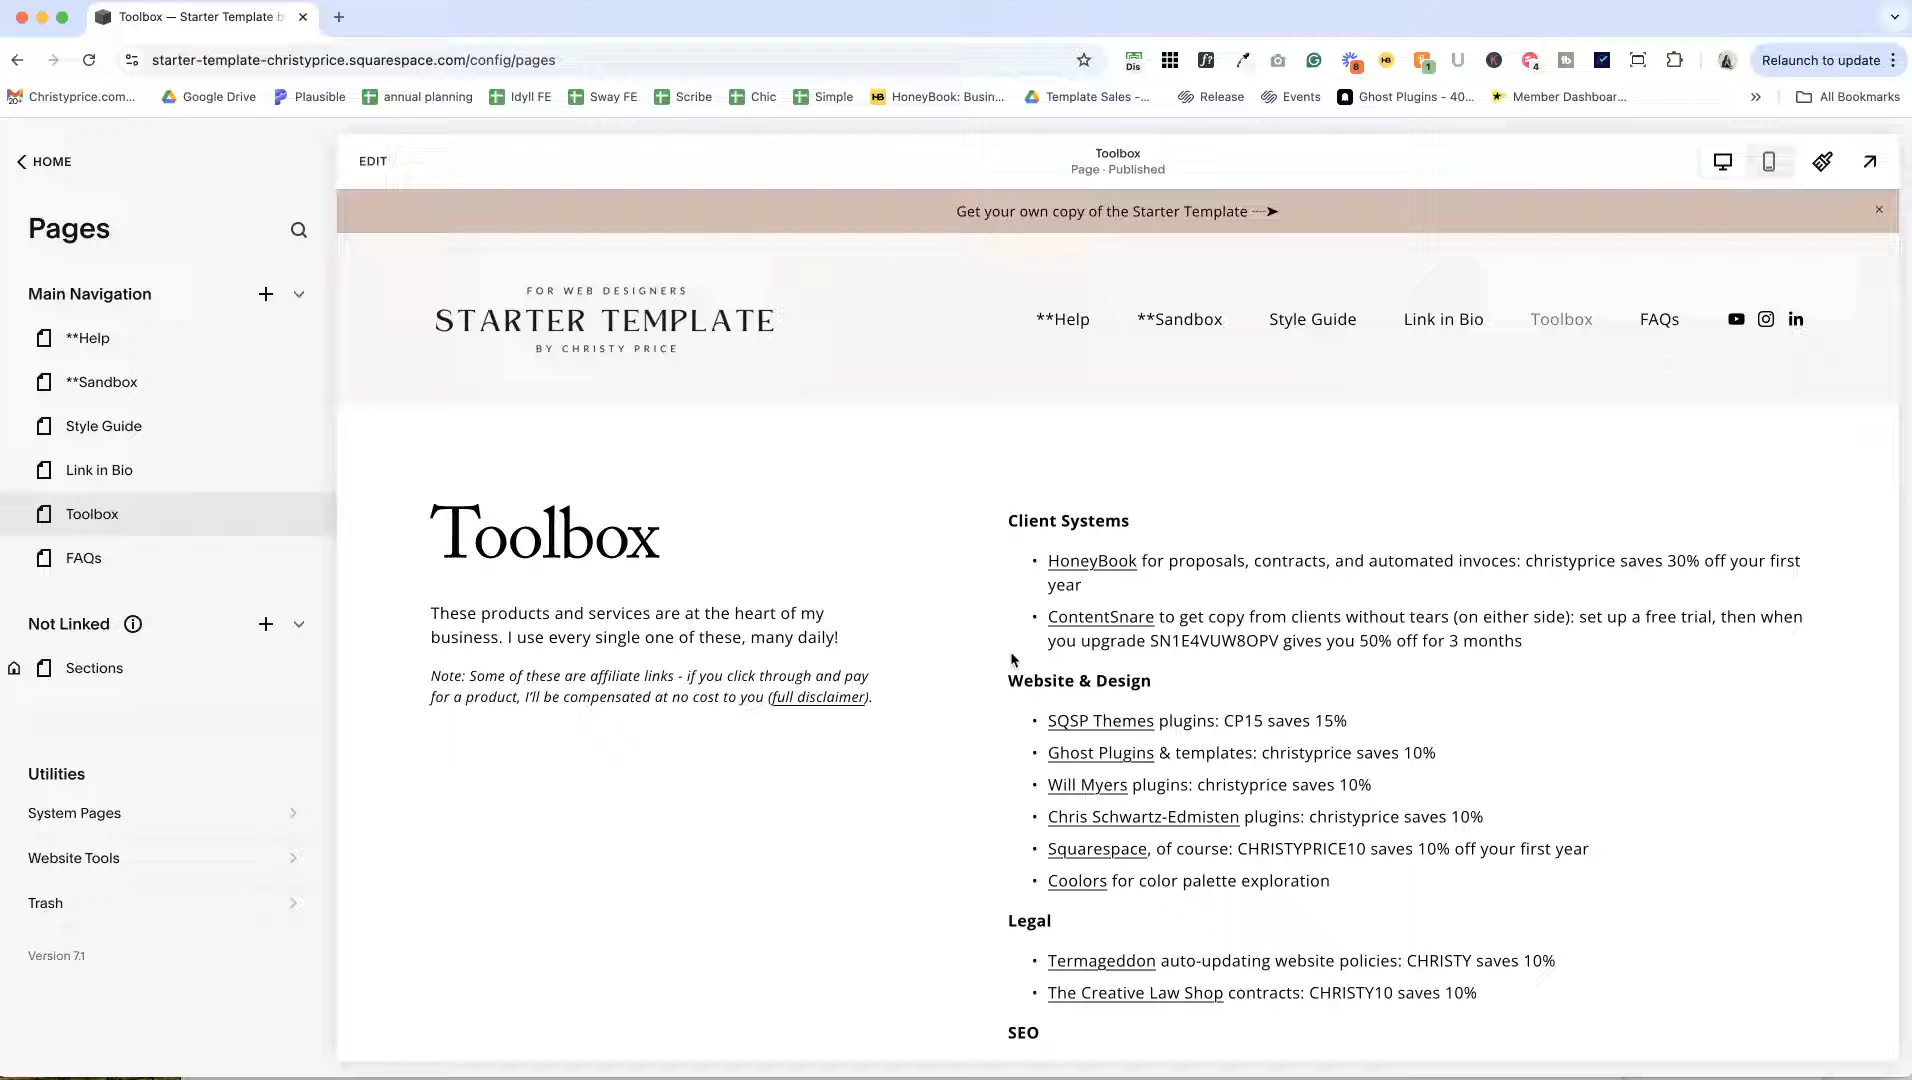 Toolbox — Starter Template b
starter-template-christyprice.squarespace.com/config/pages
Dis
8
1
4
Relaunch to update
Christyprice.com...
Google Drive
Plausible
annual planning
Idyll FE
Sway FE
Scribe
Chic
Simple
HoneyBook: Busin...
Template Sales -...
Release
Events
Ghost Plugins - 40...
Member Dashboar...
All Bookmarks
HOME
EDIT
Toolbox
Page · Published
Pages
Main Navigation
**Help
**Sandbox
Style Guide
Link in Bio
Toolbox
FAQs
Not Linked
Sections
Utilities
System Pages
Website Tools
Trash
Version 7.1
Get your own copy of the Starter Template ---➤
FOR WEB DESIGNERS
STARTER TEMPLATE
BY CHRISTY PRICE
**Help
**Sandbox
Style Guide
Link in Bio
Toolbox
FAQs
Toolbox
These products and services are at the heart of my
business. I use every single one of these, many daily!
Note: Some of these are affiliate links - if you click through and pay
for a product, I'll be compensated at no cost to you (full disclaimer).
Client Systems
• HoneyBook for proposals, contracts, and automated invoces: christyprice saves 30% off your first
year
• ContentSnare to get copy from clients without tears (on either side): set up a free trial, then when
you upgrade SN1E4VUW8OPV gives you 50% off for 3 months
Website & Design
• SQSP Themes plugins: CP15 saves 15%
• Ghost Plugins & templates: christyprice saves 10%
• Will Myers plugins: christyprice saves 10%
• Chris Schwartz-Edmisten plugins: christyprice saves 10%
• Squarespace, of course: CHRISTYPRICE10 saves 10% off your first year
• Coolors for color palette exploration
Legal
• Termageddon auto-updating website policies: CHRISTY saves 10%
• The Creative Law Shop contracts: CHRISTY10 saves 10%
SEO